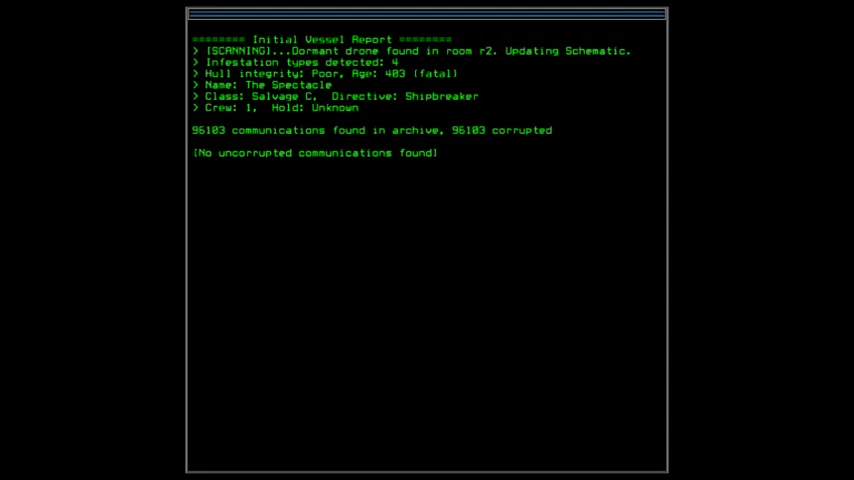 ======== Initial Vessel Report ========
> [SCANNING]...Dormant drone found in room r2. Updating Schematic.
> Infestation types detected: 4
> Hull integrity: Poor, Age: 403 (fatal)
> Name: The Spectacle
> Class: Salvage C,  Directive: Shipbreaker
> Crew: 1,  Hold: Unknown
96103 communications found in archive, 96103 corrupted
[No uncorrupted communications found]